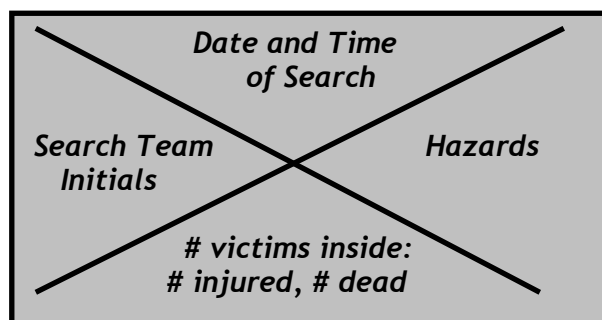 Date and Time
of Search
Search Team
Initials
Hazards
# victims inside:
# injured, # dead